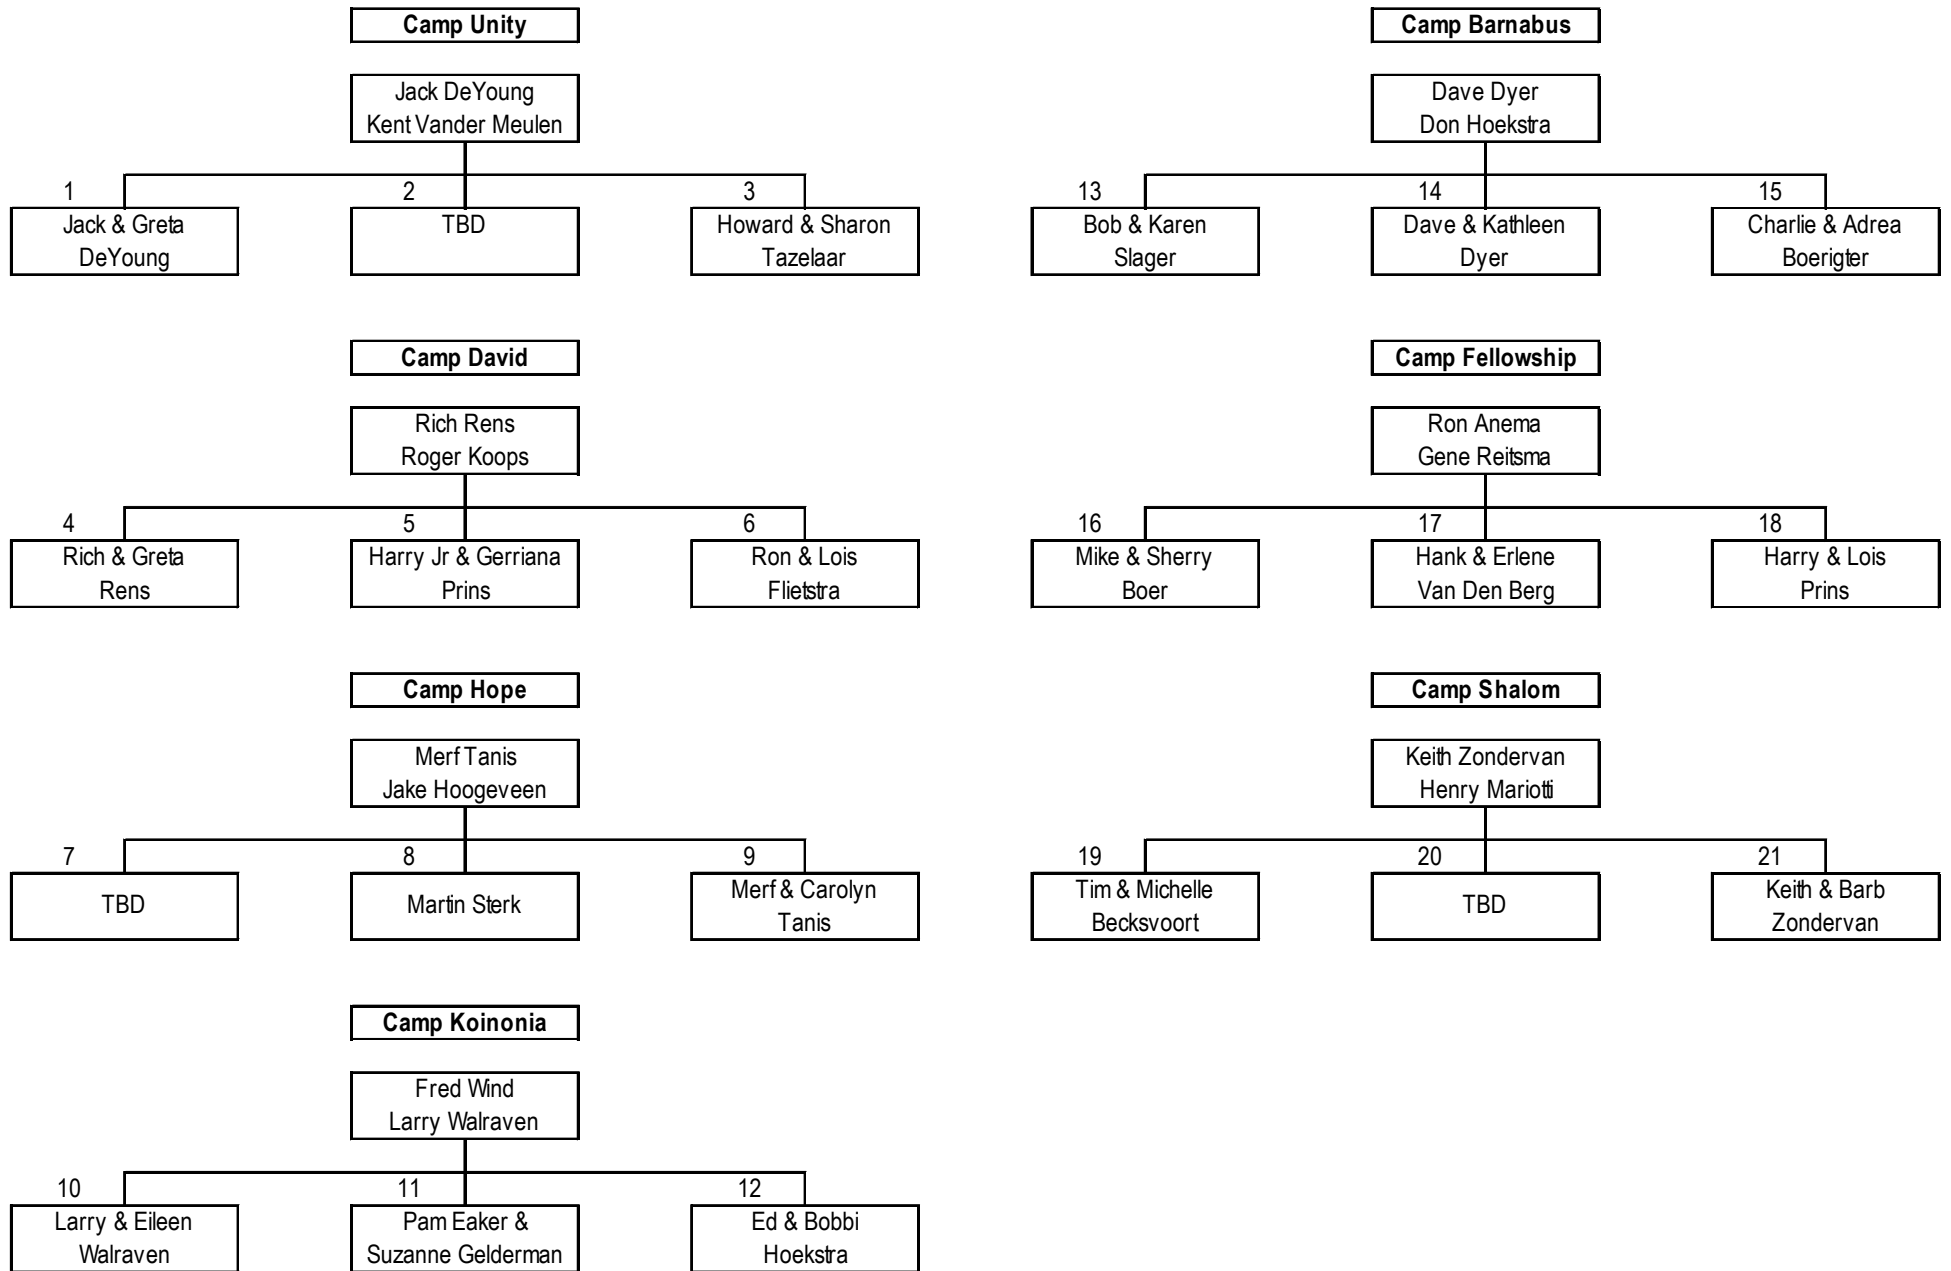 Camp Unity
Jack DeYoung
Kent Vander Meulen
1
Jack & Greta
DeYoung
2
TBD
3
Howard & Sharon
Tazelaar
Camp David
Rich Rens
Roger Koops
4
Rich & Greta
Rens
5
Harry Jr & Gerriana
Prins
6
Ron & Lois
Flietstra
Camp Hope
Merf Tanis
Jake Hoogeveen
7
TBD
8
Martin Sterk
9
Merf & Carolyn
Tanis
Camp Koinonia
Fred Wind
Larry Walraven
10
Larry & Eileen
Walraven
11
Pam Eaker &
Suzanne Gelderman
12
Ed & Bobbi
Hoekstra
Camp Barnabus
Dave Dyer
Don Hoekstra
13
Bob & Karen
Slager
14
Dave & Kathleen
Dyer
15
Charlie & Adrea
Boerigter
Camp Fellowship
Ron Anema
Gene Reitsma
16
Mike & Sherry
Boer
17
Hank & Erlene
Van Den Berg
18
Harry & Lois
Prins
Camp Shalom
Keith Zondervan
Henry Mariotti
19
Tim & Michelle
Becksvoort
20
TBD
21
Keith & Barb
Zondervan